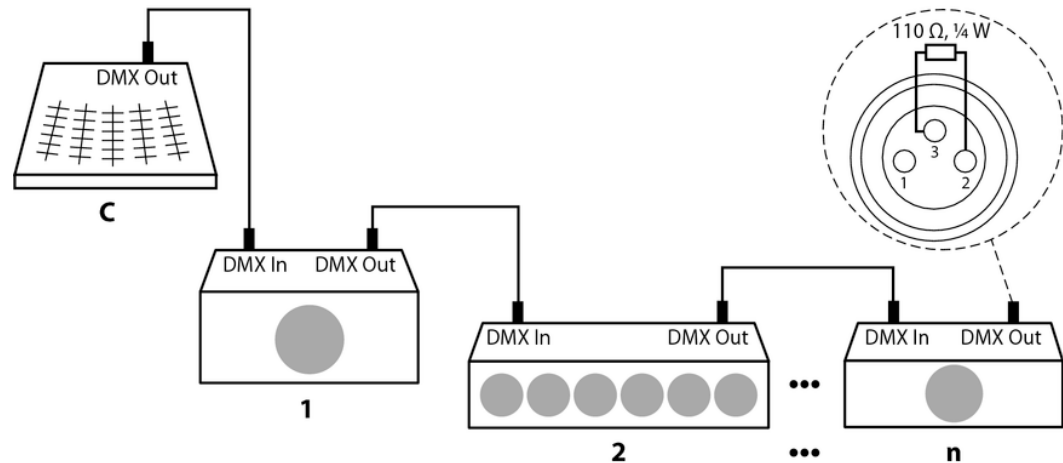 110 Ω, ¼ W
3
1
2
DMX Out
C
DMX In
DMX Out
1
DMX In
DMX Out
•••
2
•••
DMX In
DMX Out
n